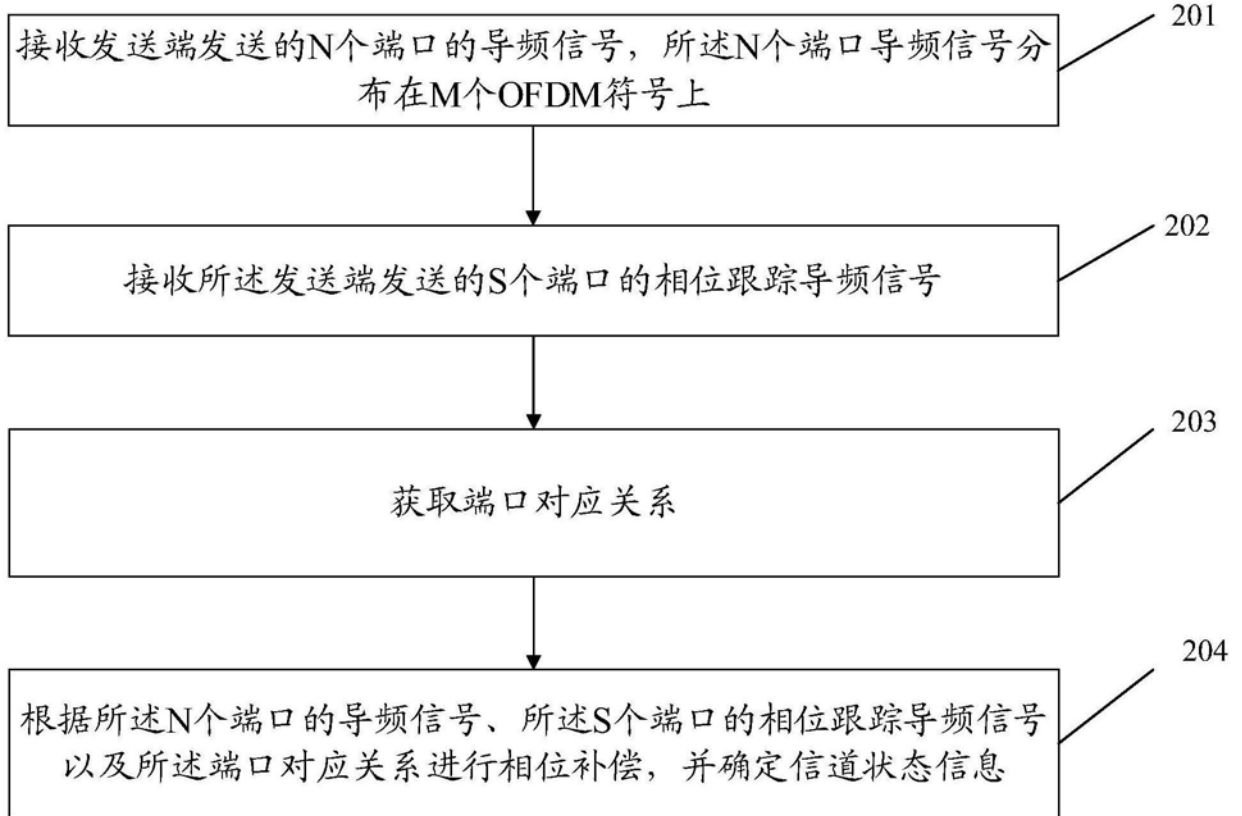 201
接收发送端发送的N个端口的导频信号，所述N个端口导频信号分
布在M个OFDM符号上
202
接收所述发送端发送的S个端口的相位跟踪导频信号
203
获取端口对应关系
204
根据所述N个端口的导频信号、所述S个端口的相位跟踪导频信号
以及所述端口对应关系进行相位补偿，并确定信道状态信息